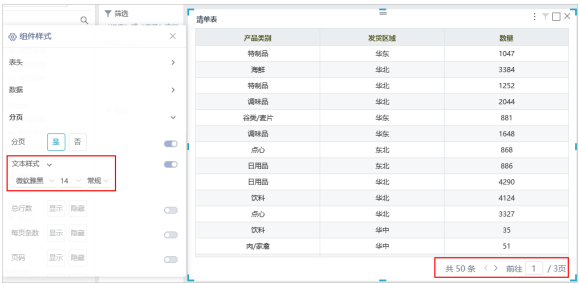 筛选
组件样式
表头
数据
分页
分页 是 否
文本样式
微软雅黑 14 常规
总行数 显示 隐藏
每页条数 显示 隐藏
页码 显示 隐藏
清单表
产品类别 发货区域 数量
特制品 华东 1047
海鲜 华北 3384
特制品 华北 1252
调味品 华北 2044
谷类/麦片 华东 881
调味品 华东 1648
点心 东北 868
日用品 东北 886
日用品 华北 4290
饮料 华北 4124
点心 华北 3327
饮料 华中 35
肉/家禽 华中 51
共 50 条 < > 前往 1 / 3页